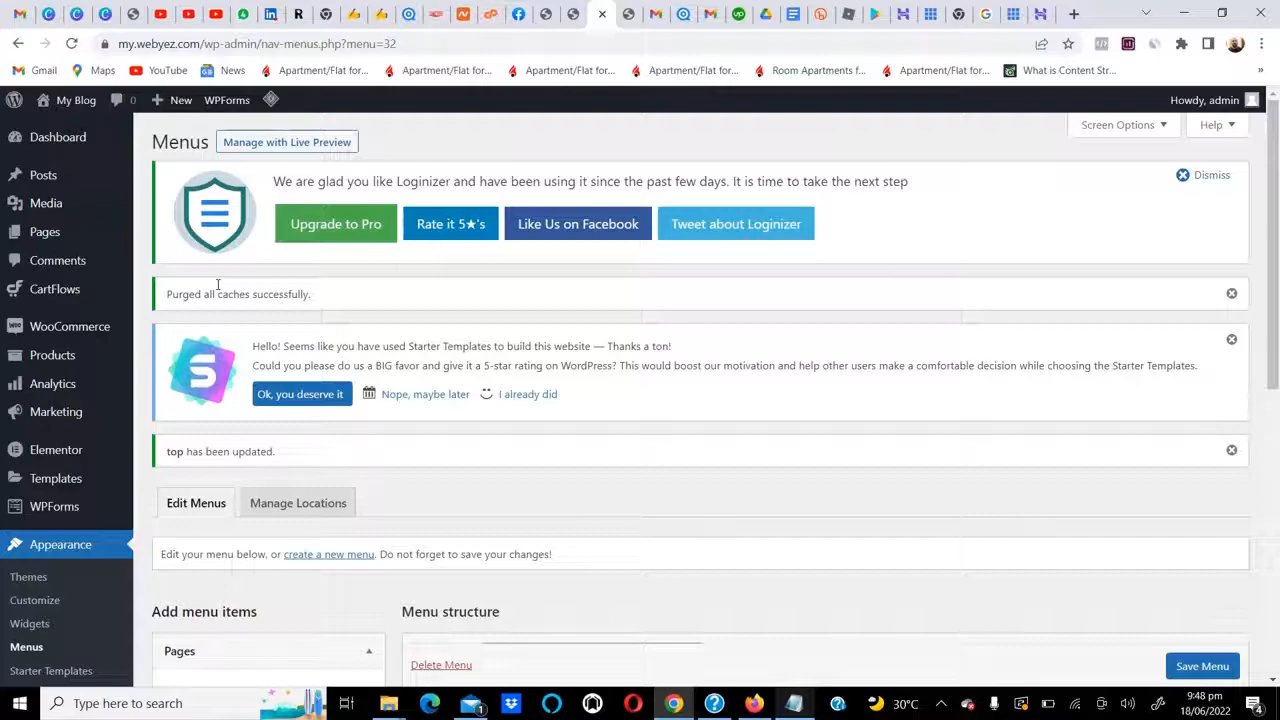 my.webyez.com/wp-admin/nav-menus.php?menu=32
Gmail
Maps
YouTube
News
Apartment/Flat for...
Apartment/Flat for...
Apartment/Flat for...
Apartment/Flat for...
Room Apartments f...
Apartment/Flat for...
What is Content Str...
»
My Blog
0
New
WPForms
Howdy, admin
Dashboard
Posts
Media
Pages
Comments
CartFlows
WooCommerce
Products
Analytics
Marketing
Elementor
Templates
WPForms
Appearance
Themes
Customize
Widgets
Menus
Starter Templates
Screen Options
Help
Menus
Manage with Live Preview
We are glad you like Loginizer and have been using it since the past few days. It is time to take the next step
Dismiss
Upgrade to Pro
Rate it 5★'s
Like Us on Facebook
Tweet about Loginizer
Purged all caches successfully.
Hello! Seems like you have used Starter Templates to build this website — Thanks a ton!
Could you please do us a BIG favor and give it a 5-star rating on WordPress? This would boost our motivation and help other users make a comfortable decision while choosing the Starter Templates.
Ok, you deserve it
Nope, maybe later
I already did
top has been updated.
Edit Menus
Manage Locations
Edit your menu below, or create a new menu. Do not forget to save your changes!
Add menu items
Menu structure
Pages
Delete Menu
Save Menu
Type here to search
1
30°C
9:48 pm
18/06/2022
4